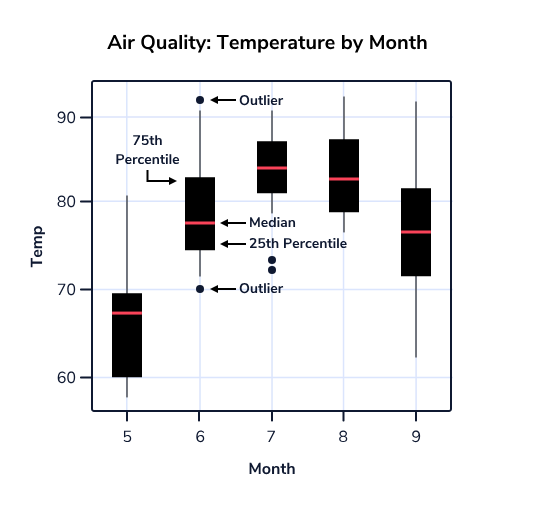 Air Quality: Temperature by Month
Outlier
90
75th
Percentile
80
Median
25th Percentile
Temp
70
Outlier
60
5 6 7 8 9
Month